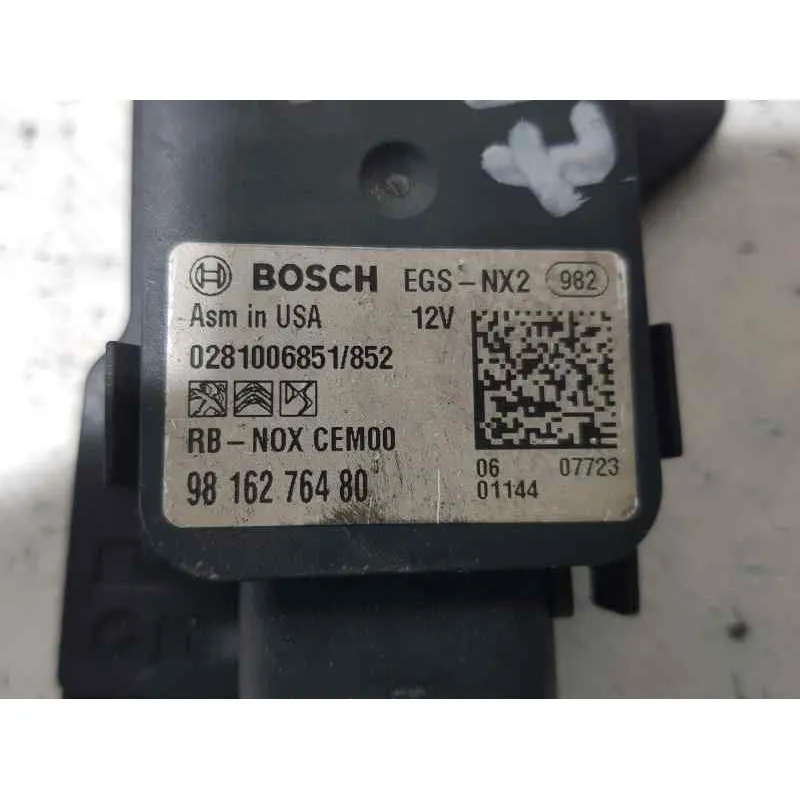 BOSCH EGS-NX2 982
Asm in USA 12V
0281006851/852
RB-NOX CEM00
98 162 764 80
06 07723
01144